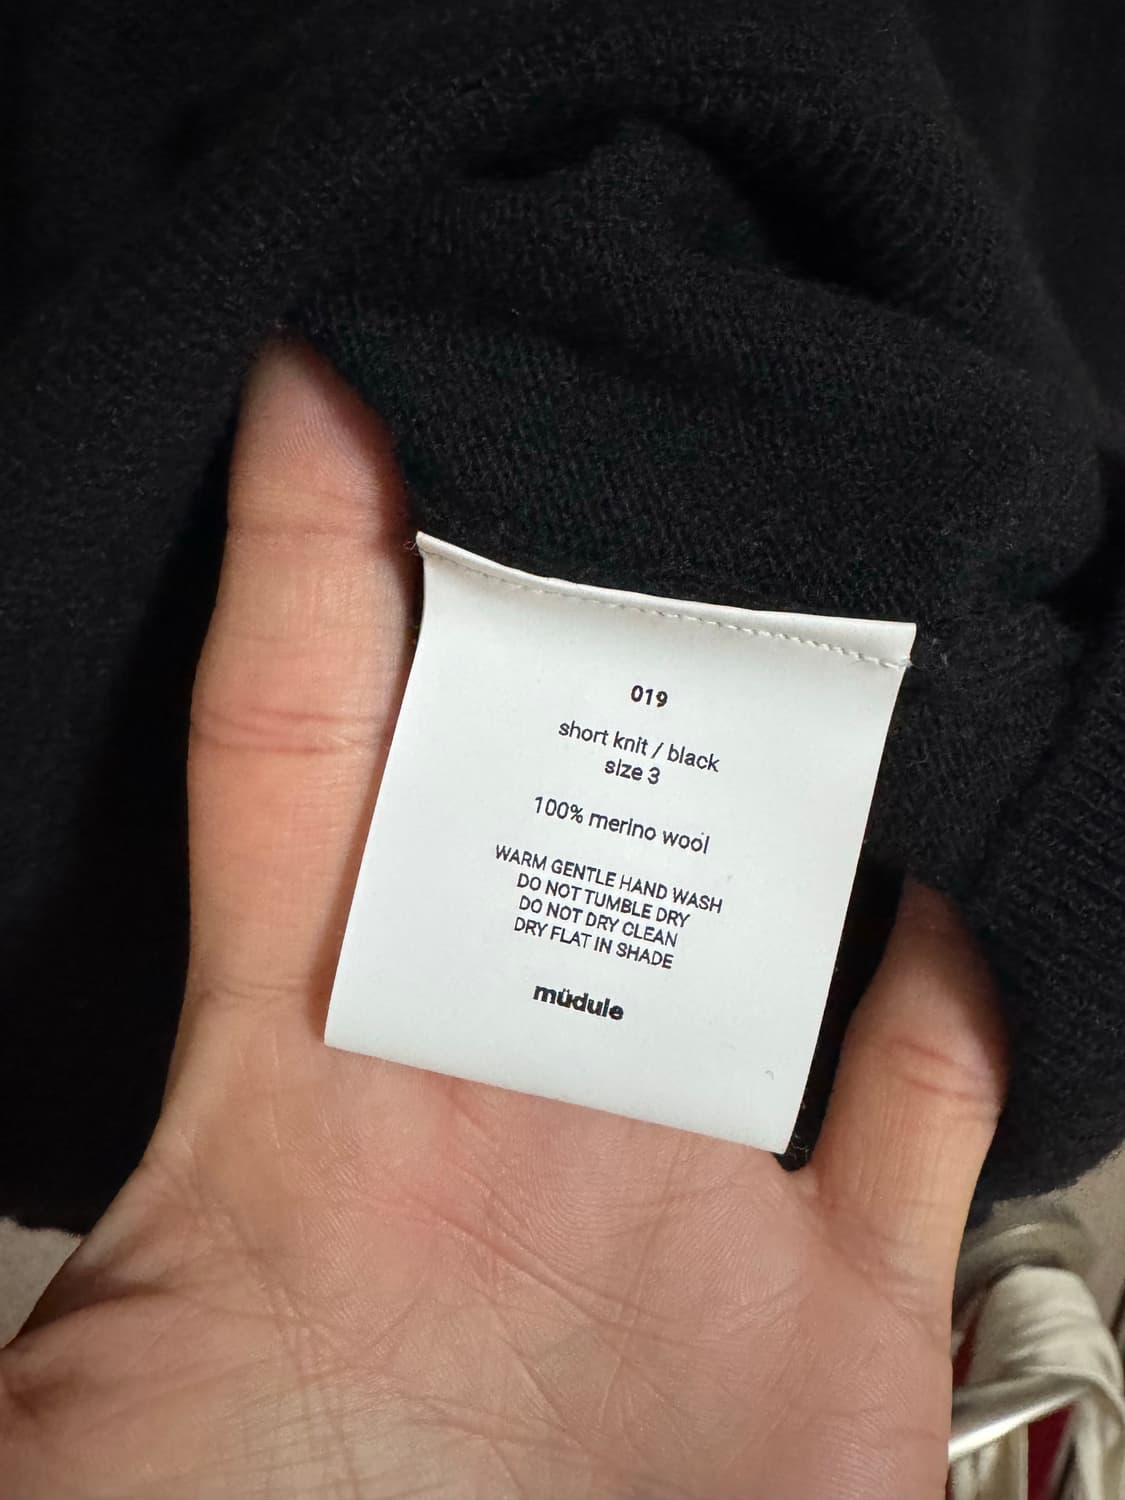 019
short knit / black
size 3
100% merino wool
WARM GENTLE HAND WASH
DO NOT TUMBLE DRY
DO NOT DRY CLEAN
DRY FLAT IN SHADE
müdule